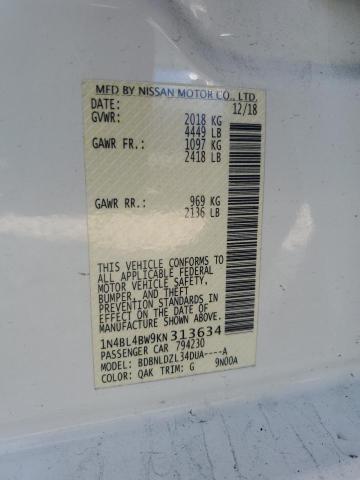 MFD BY NISSAN MOTOR CO., LTD.
DATE: 12/18
GVWR: 2018 KG
4449 LB
GAWR FR.: 1097 KG
2418 LB
GAWR RR.: 969 KG
2136 LB
THIS VEHICLE CONFORMS TO
ALL APPLICABLE FEDERAL
MOTOR VEHICLE SAFETY,
BUMPER, AND THEFT
PREVENTION STANDARDS IN
EFFECT ON THE DATE OF
MANUFACTURE SHOWN ABOVE.
1N4BL4BW9KN313634
PASSENGER CAR 794230
MODEL: BDBNLDZL34DUA----A
COLOR: QAK TRIM: G 9N00A